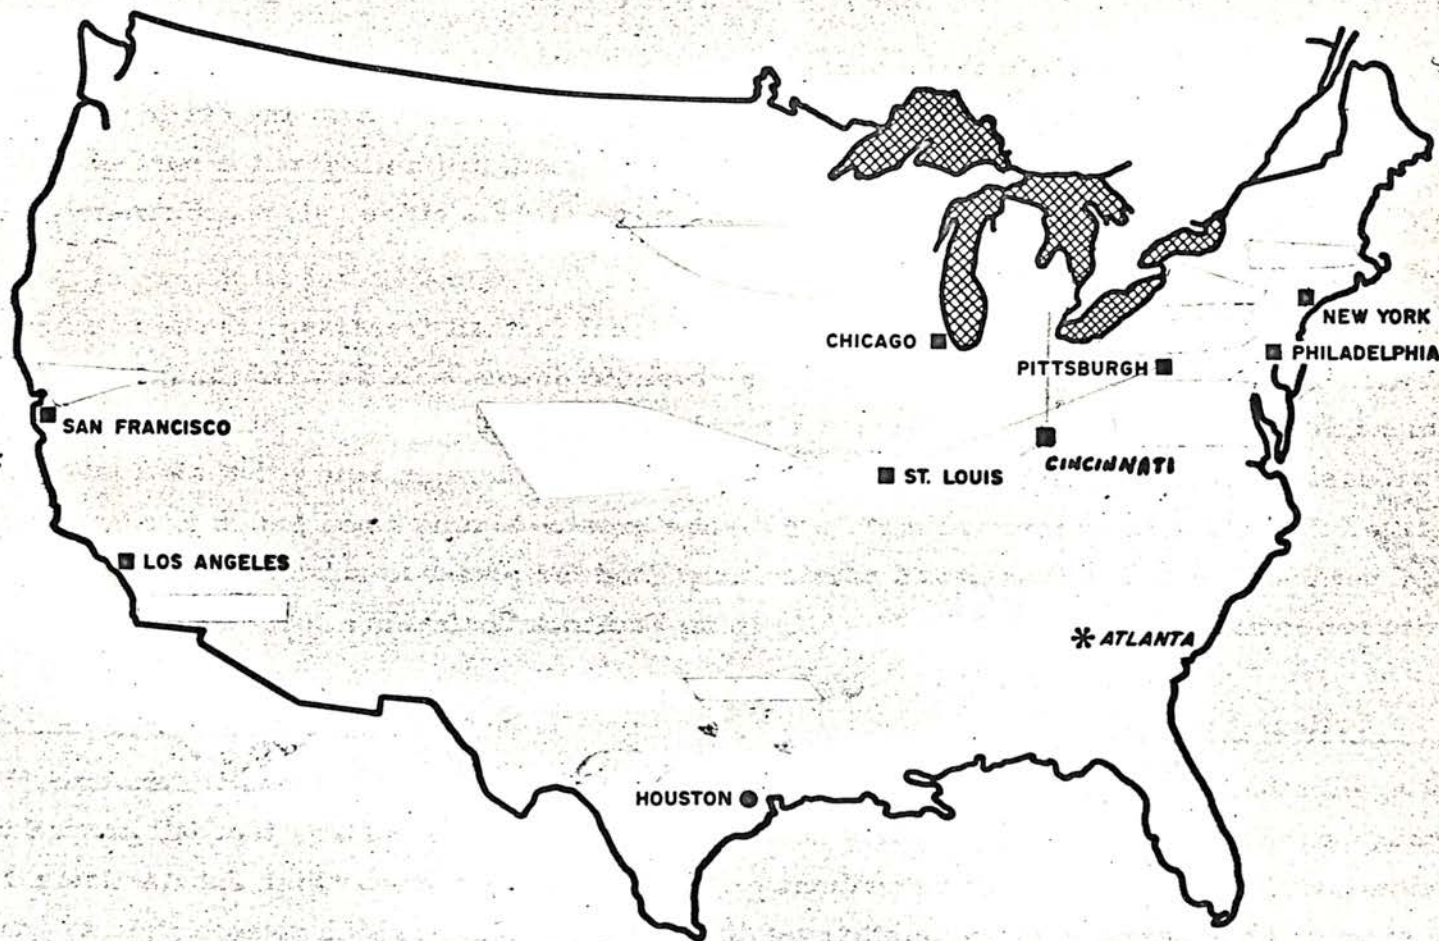 NEW YORK
CHICAGO
PHILADELPHIA
PITTSBURGH
SAN FRANCISCO
CINCINNATI
ST. LOUIS
LOS ANGELES
ATLANTA
HOUSTON